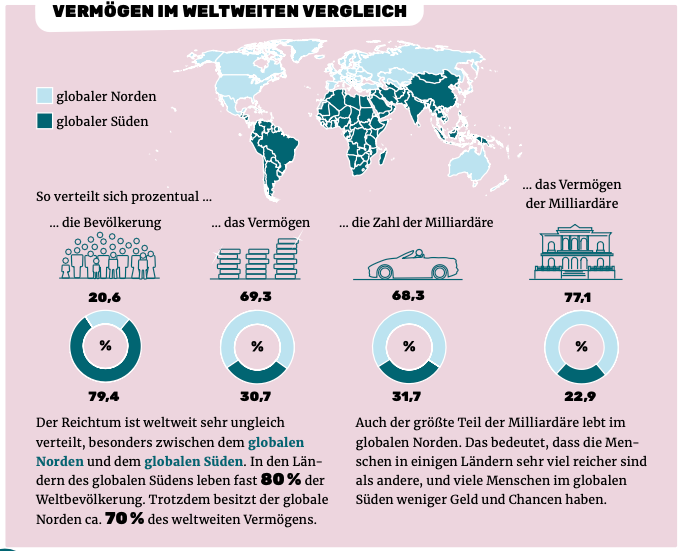 VERMÖGEN IM WELTWEITEN VERGLEICH
globaler Norden
globaler Süden
So verteilt sich prozentual ...
... die Bevölkerung
... das Vermögen
... die Zahl der Milliardäre
... das Vermögen
der Milliardäre
20,6
69,3
68,3
77,1
%
%
%
%
79,4
30,7
31,7
22,9
Der Reichtum ist weltweit sehr ungleich
verteilt, besonders zwischen dem globalen
Norden und dem globalen Süden. In den Län-
dern des globalen Südens leben fast 80 % der
Weltbevölkerung. Trotzdem besitzt der globale
Norden ca. 70 % des weltweiten Vermögens.
Auch der größte Teil der Milliardäre lebt im
globalen Norden. Das bedeutet, dass die Men-
schen in einigen Ländern sehr viel reicher sind
als andere, und viele Menschen im globalen
Süden weniger Geld und Chancen haben.